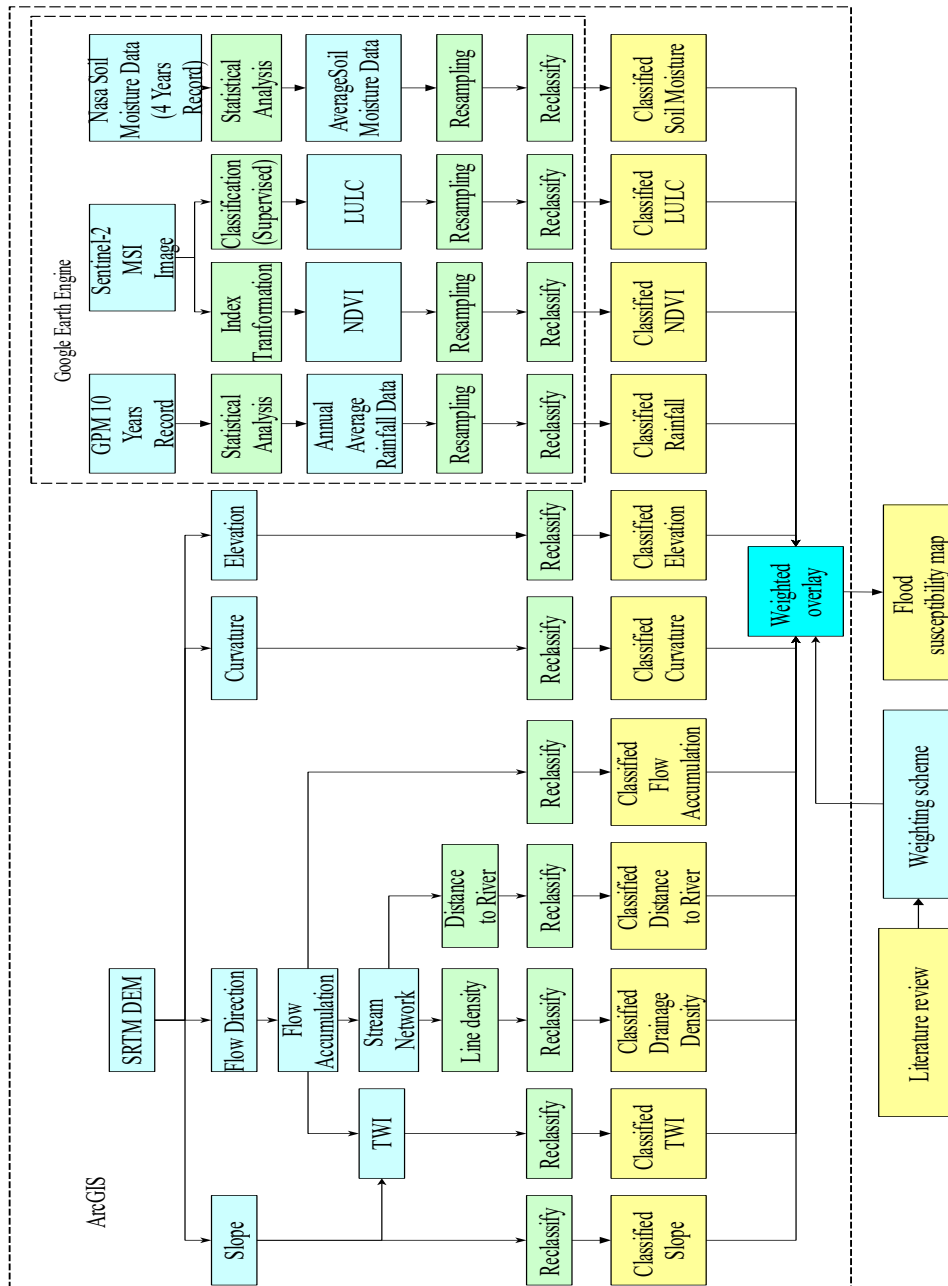 ArcGIS
Google Earth Engine
SRTM DEM
GPM 10
Years
Record
Sentinel-2
MSI
Image
Nasa Soil
Moisture Data
(4 Years
Record)
Slope
Flow Direction
Curvature
Elevation
Statistical
Analysis
Index
Tranformation
Classification
(Supervised)
Statistical
Analysis
Flow
Accumulation
Annual
Average
Rainfall Data
NDVI
LULC
AverageSoil
Moisture Data
TWI
Stream
Network
Line density
Distance
to River
Resampling
Resampling
Resampling
Resampling
Reclassify
Reclassify
Reclassify
Reclassify
Reclassify
Reclassify
Reclassify
Reclassify
Reclassify
Reclassify
Reclassify
Classified
Slope
Classified
TWI
Classified
Drainage
Density
Classified
Distance
to River
Classified
Flow
Accumulation
Classified
Curvature
Classified
Elevation
Classified
Rainfall
Classified
NDVI
Classified
LULC
Classified
Soil Moisture
Weighted
overlay
Literature review
Weighting scheme
Flood
susceptibility map